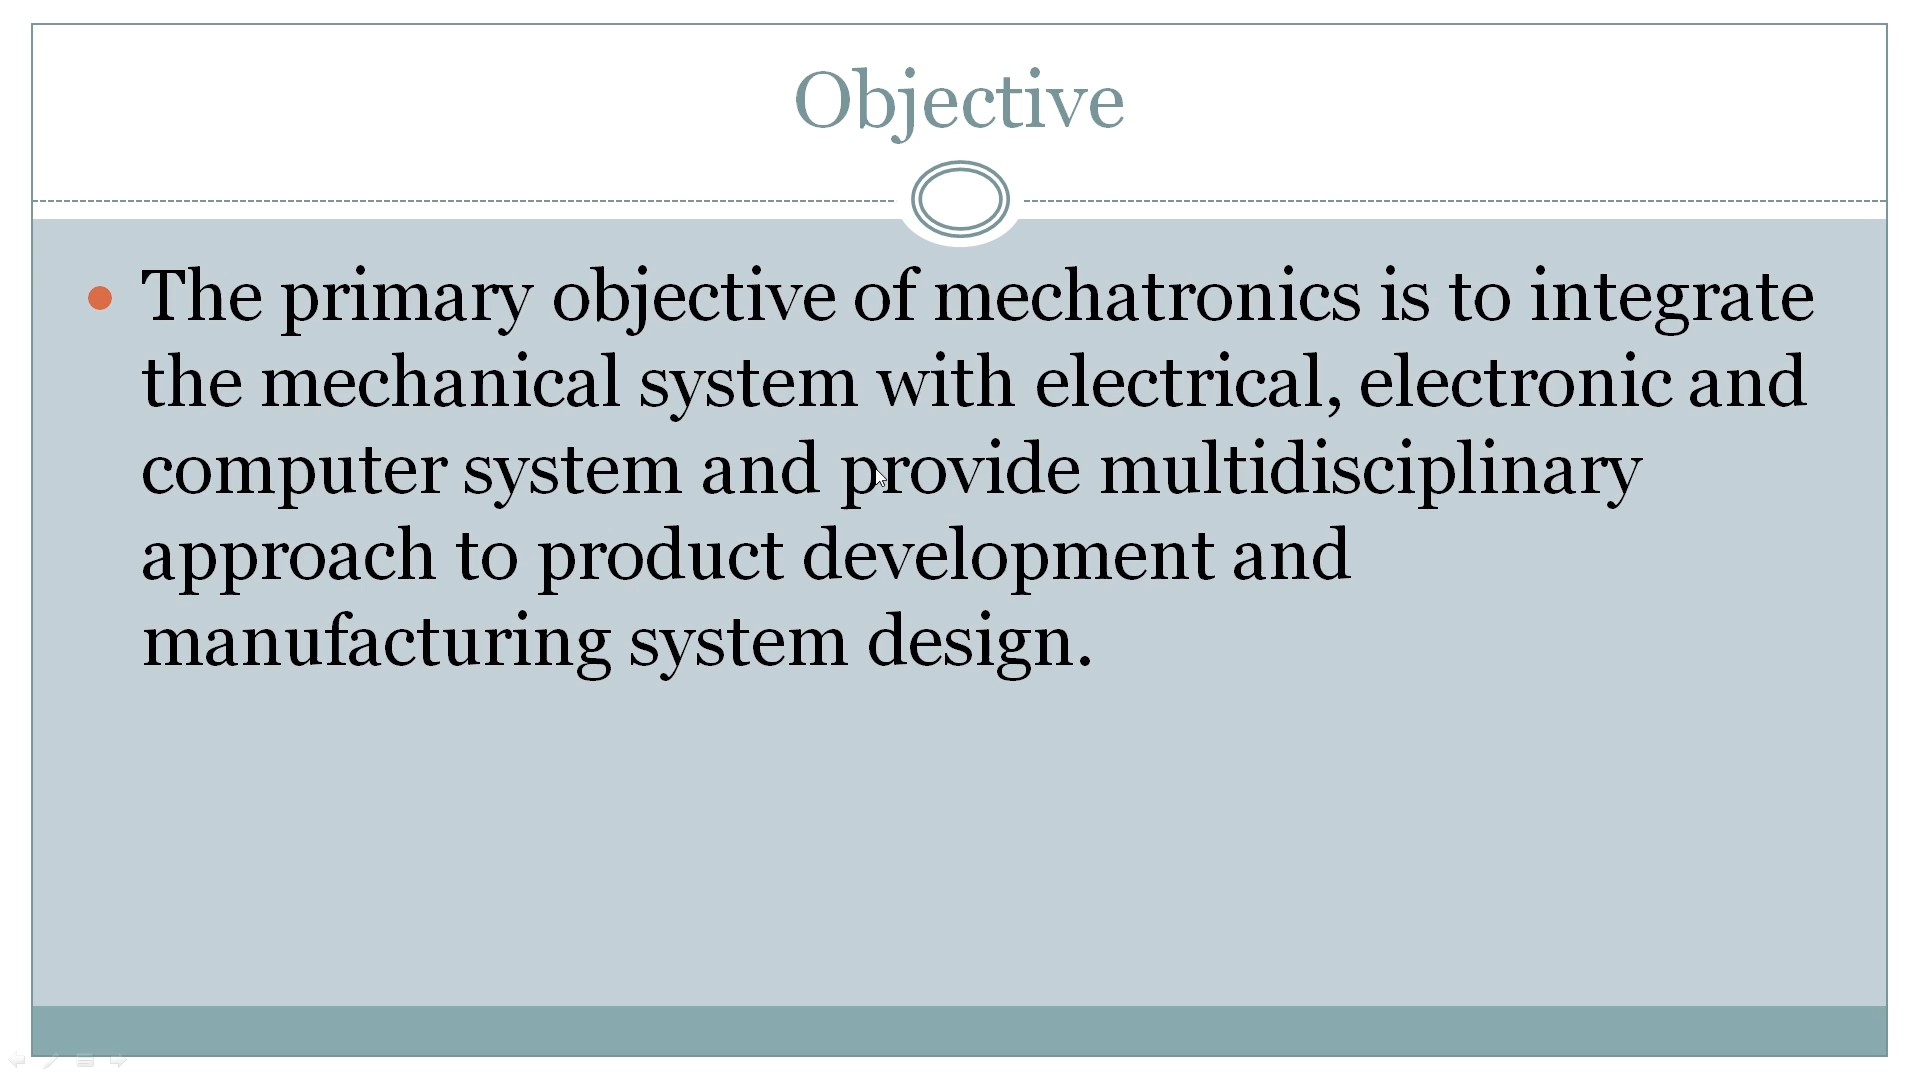 Objective
The primary objective of mechatronics is to integrate
the mechanical system with electrical, electronic and
computer system and provide multidisciplinary
approach to product development and
manufacturing system design.